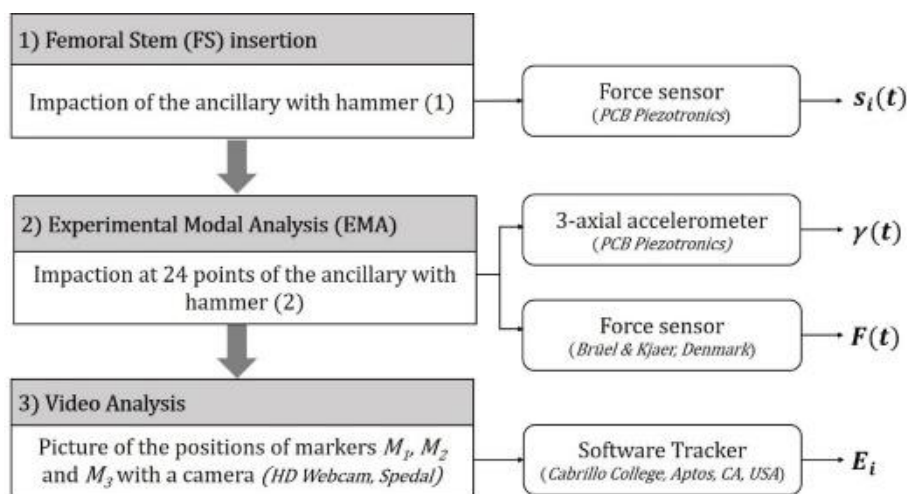 1) Femoral Stem (FS) insertion
Impaction of the ancillary with hammer (1)
Force sensor
(PCB Piezotronics)
s_i(t)
2) Experimental Modal Analysis (EMA)
Impaction at 24 points of the ancillary with
hammer (2)
3-axial accelerometer
(PCB Piezotronics)
γ(t)
Force sensor
(Brüel & Kjaer, Denmark)
F(t)
3) Video Analysis
Picture of the positions of markers M₁, M₂
and M₃ with a camera (HD Webcam, Spedal)
Software Tracker
(Cabrillo College, Aptos, CA, USA)
E_i